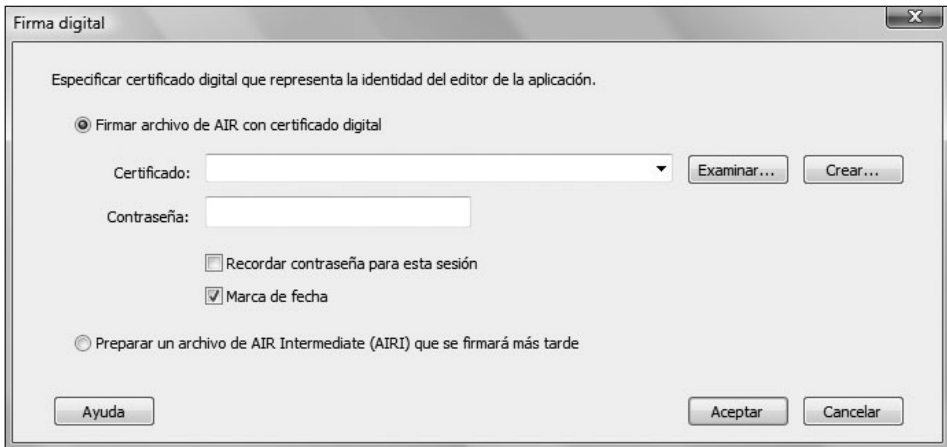 Firma digital
Especificar certificado digital que representa la identidad del editor de la aplicación.
Firmar archivo de AIR con certificado digital
Certificado: Examinar... Crear...
Contraseña:
Recordar contraseña para esta sesión
Marca de fecha
Preparar un archivo de AIR Intermediate (AIRI) que se firmará más tarde
Ayuda Aceptar Cancelar